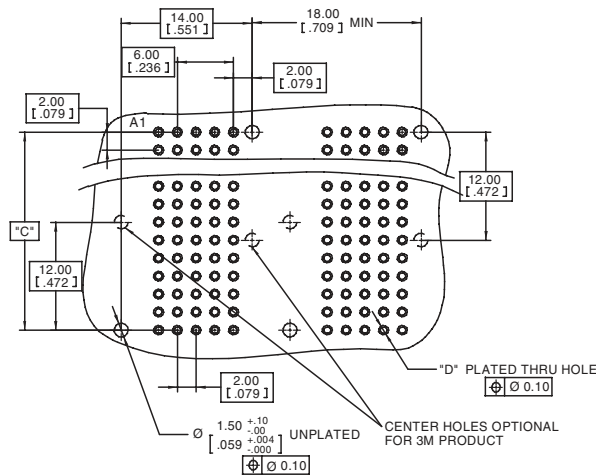 14.00
[.551]
18.00
[.709] MIN
6.00
[.236]
2.00
[.079]
2.00
[.079]
A1
12.00
[.472]
"C"
12.00
[.472]
2.00
[.079]
"D" PLATED THRU HOLE
⌖ Ø 0.10
Ø [1.50 +.10 -.00
.059 +.004 -.000] UNPLATED
⌖ Ø 0.10
CENTER HOLES OPTIONAL
FOR 3M PRODUCT